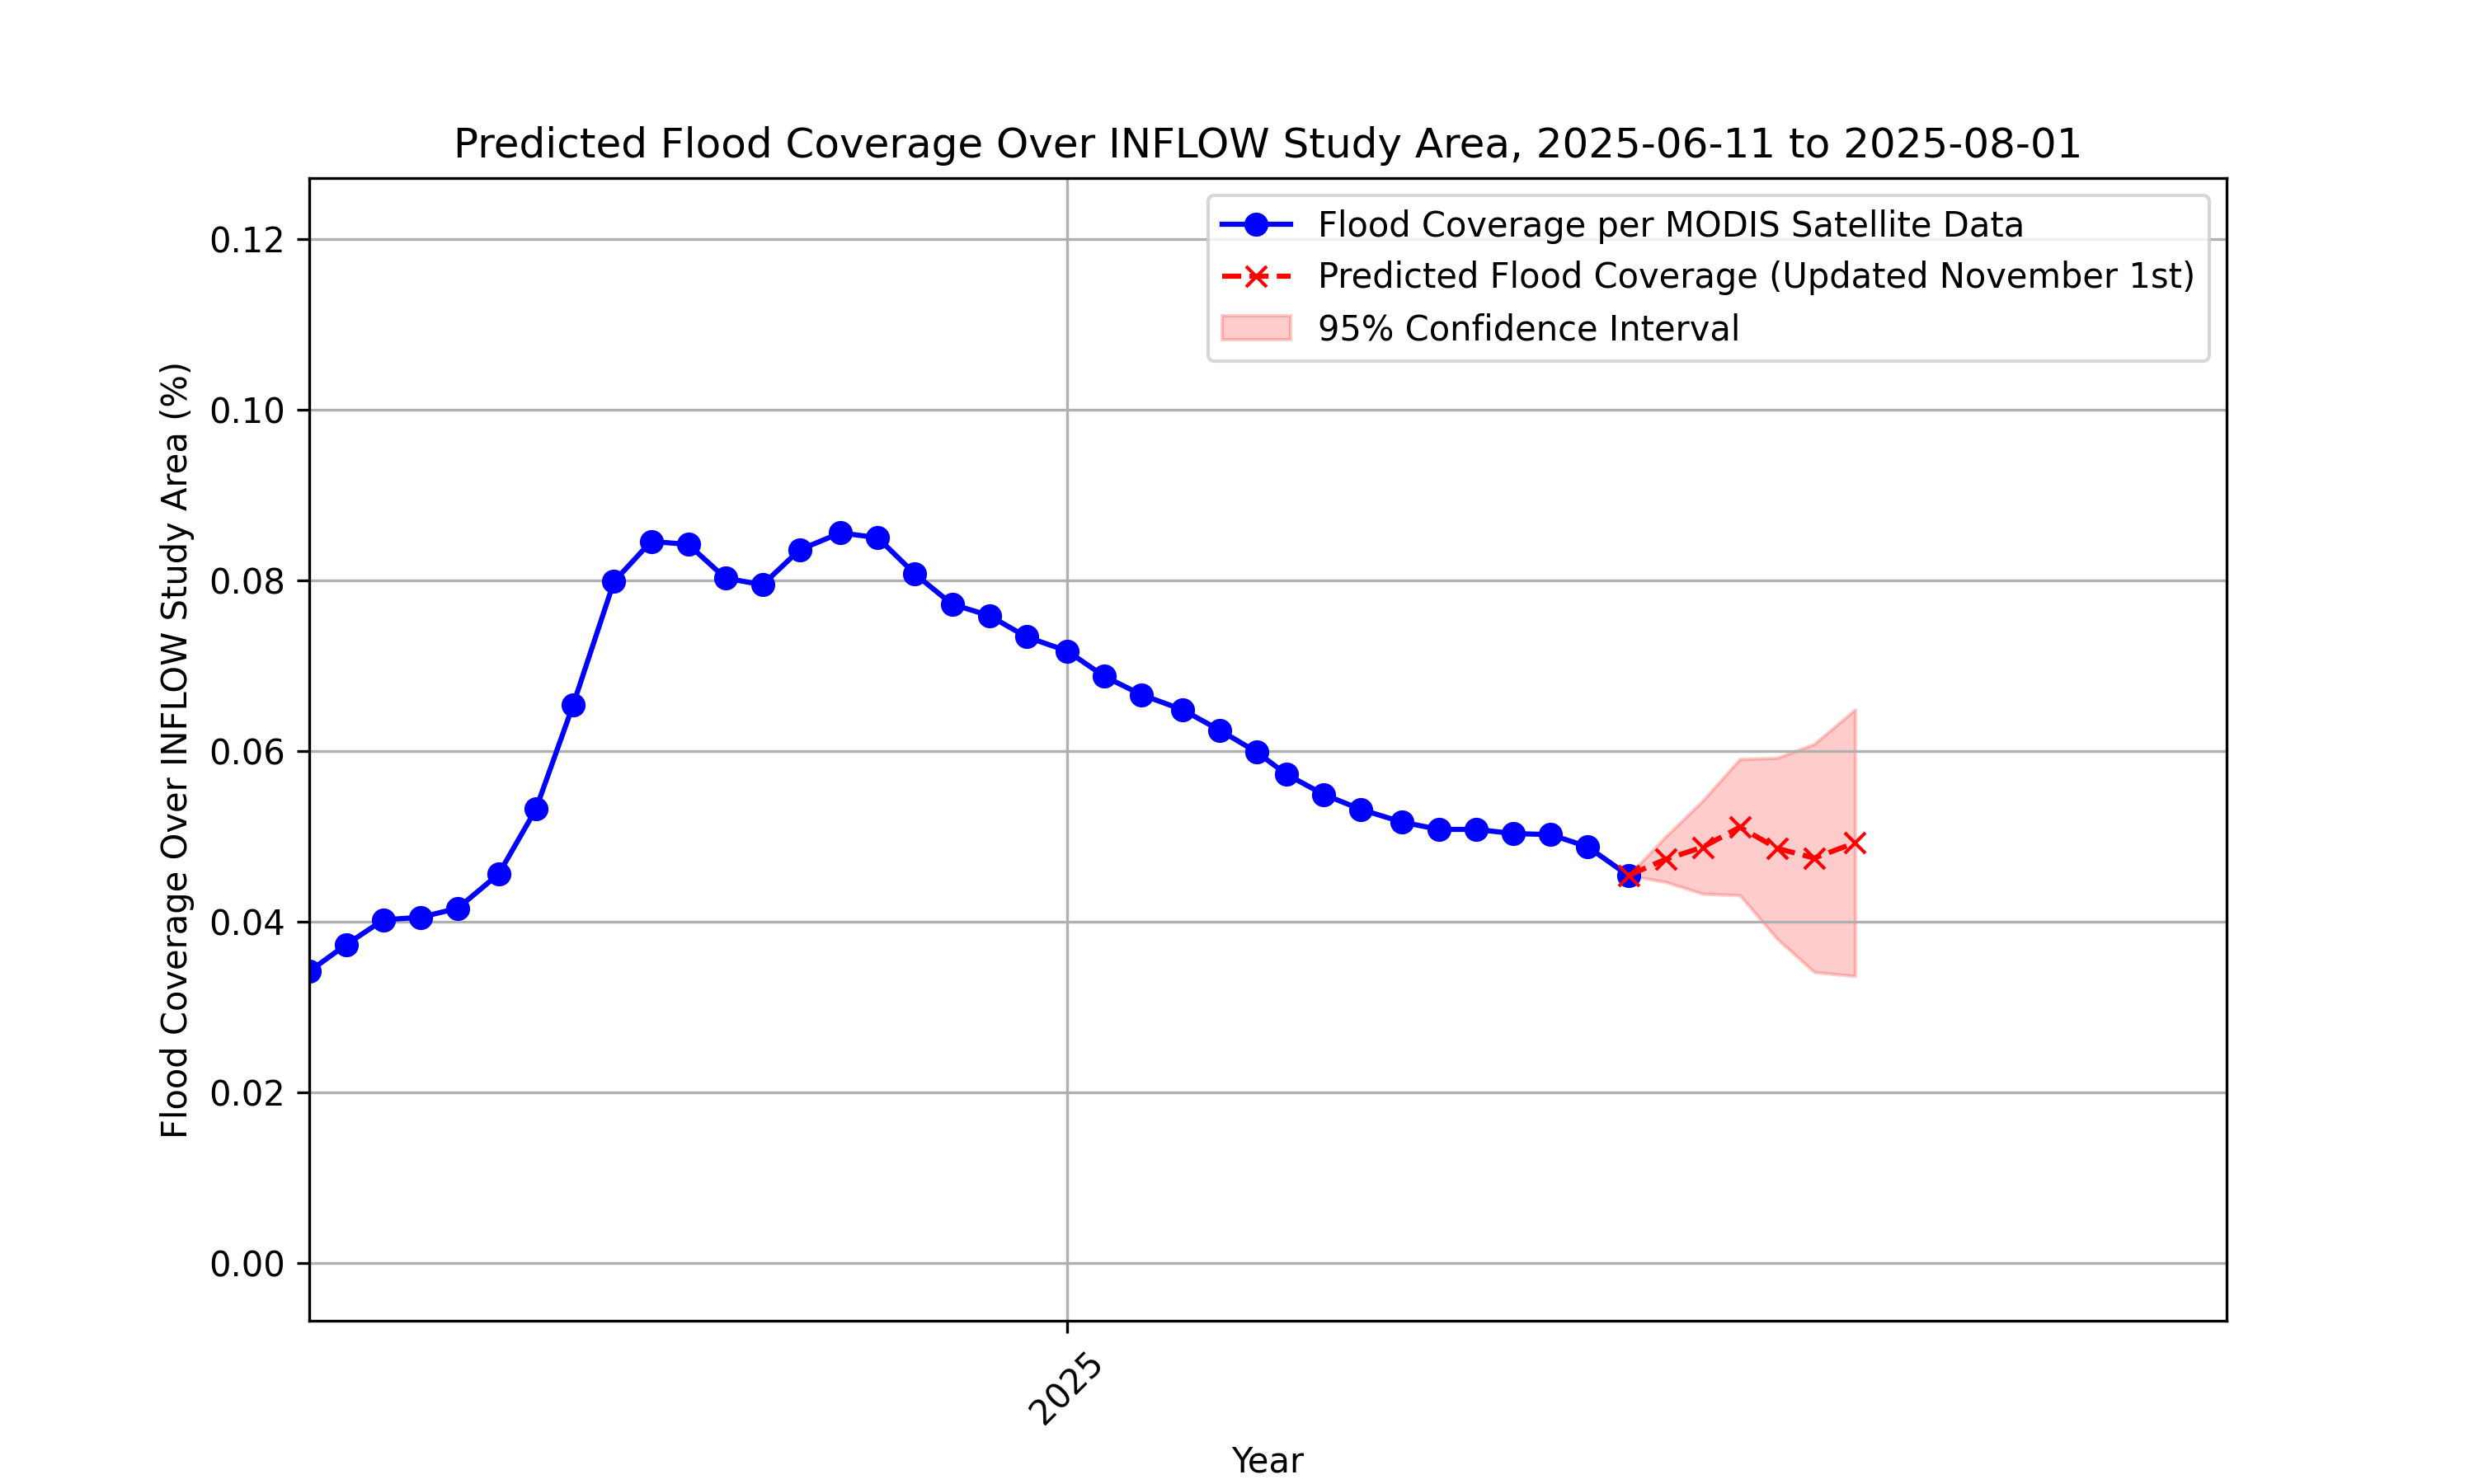 Predicted Flood Coverage Over INFLOW Study Area, 2025-06-11 to 2025-08-01
Flood Coverage per MODIS Satellite Data
Predicted Flood Coverage (Updated November 1st)
95% Confidence Interval
Flood Coverage Over INFLOW Study Area (%)
0.12
0.10
0.08
0.06
0.04
0.02
0.00
2025
Year